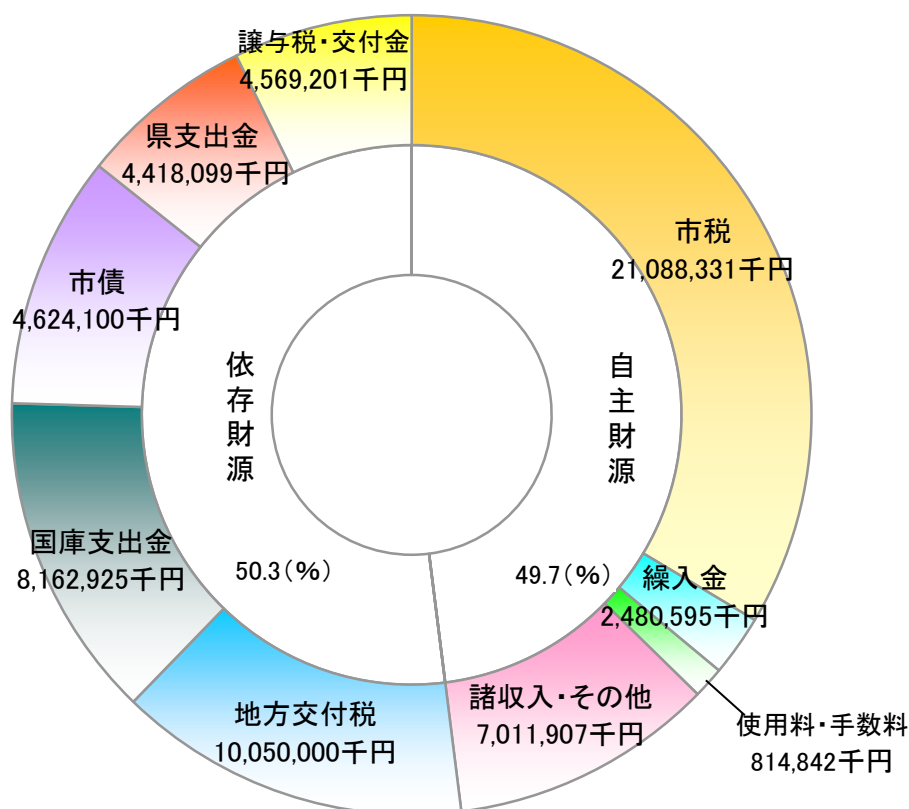 譲与税・交付金
4,569,201千円
県支出金
4,418,099千円
市税
21,088,331千円
市債
4,624,100千円
依存財源
自主財源
国庫支出金
8,162,925千円
50.3(%)
49.7(%)
繰入金
2,480,595千円
地方交付税
10,050,000千円
諸収入・その他
7,011,907千円
使用料・手数料
814,842千円